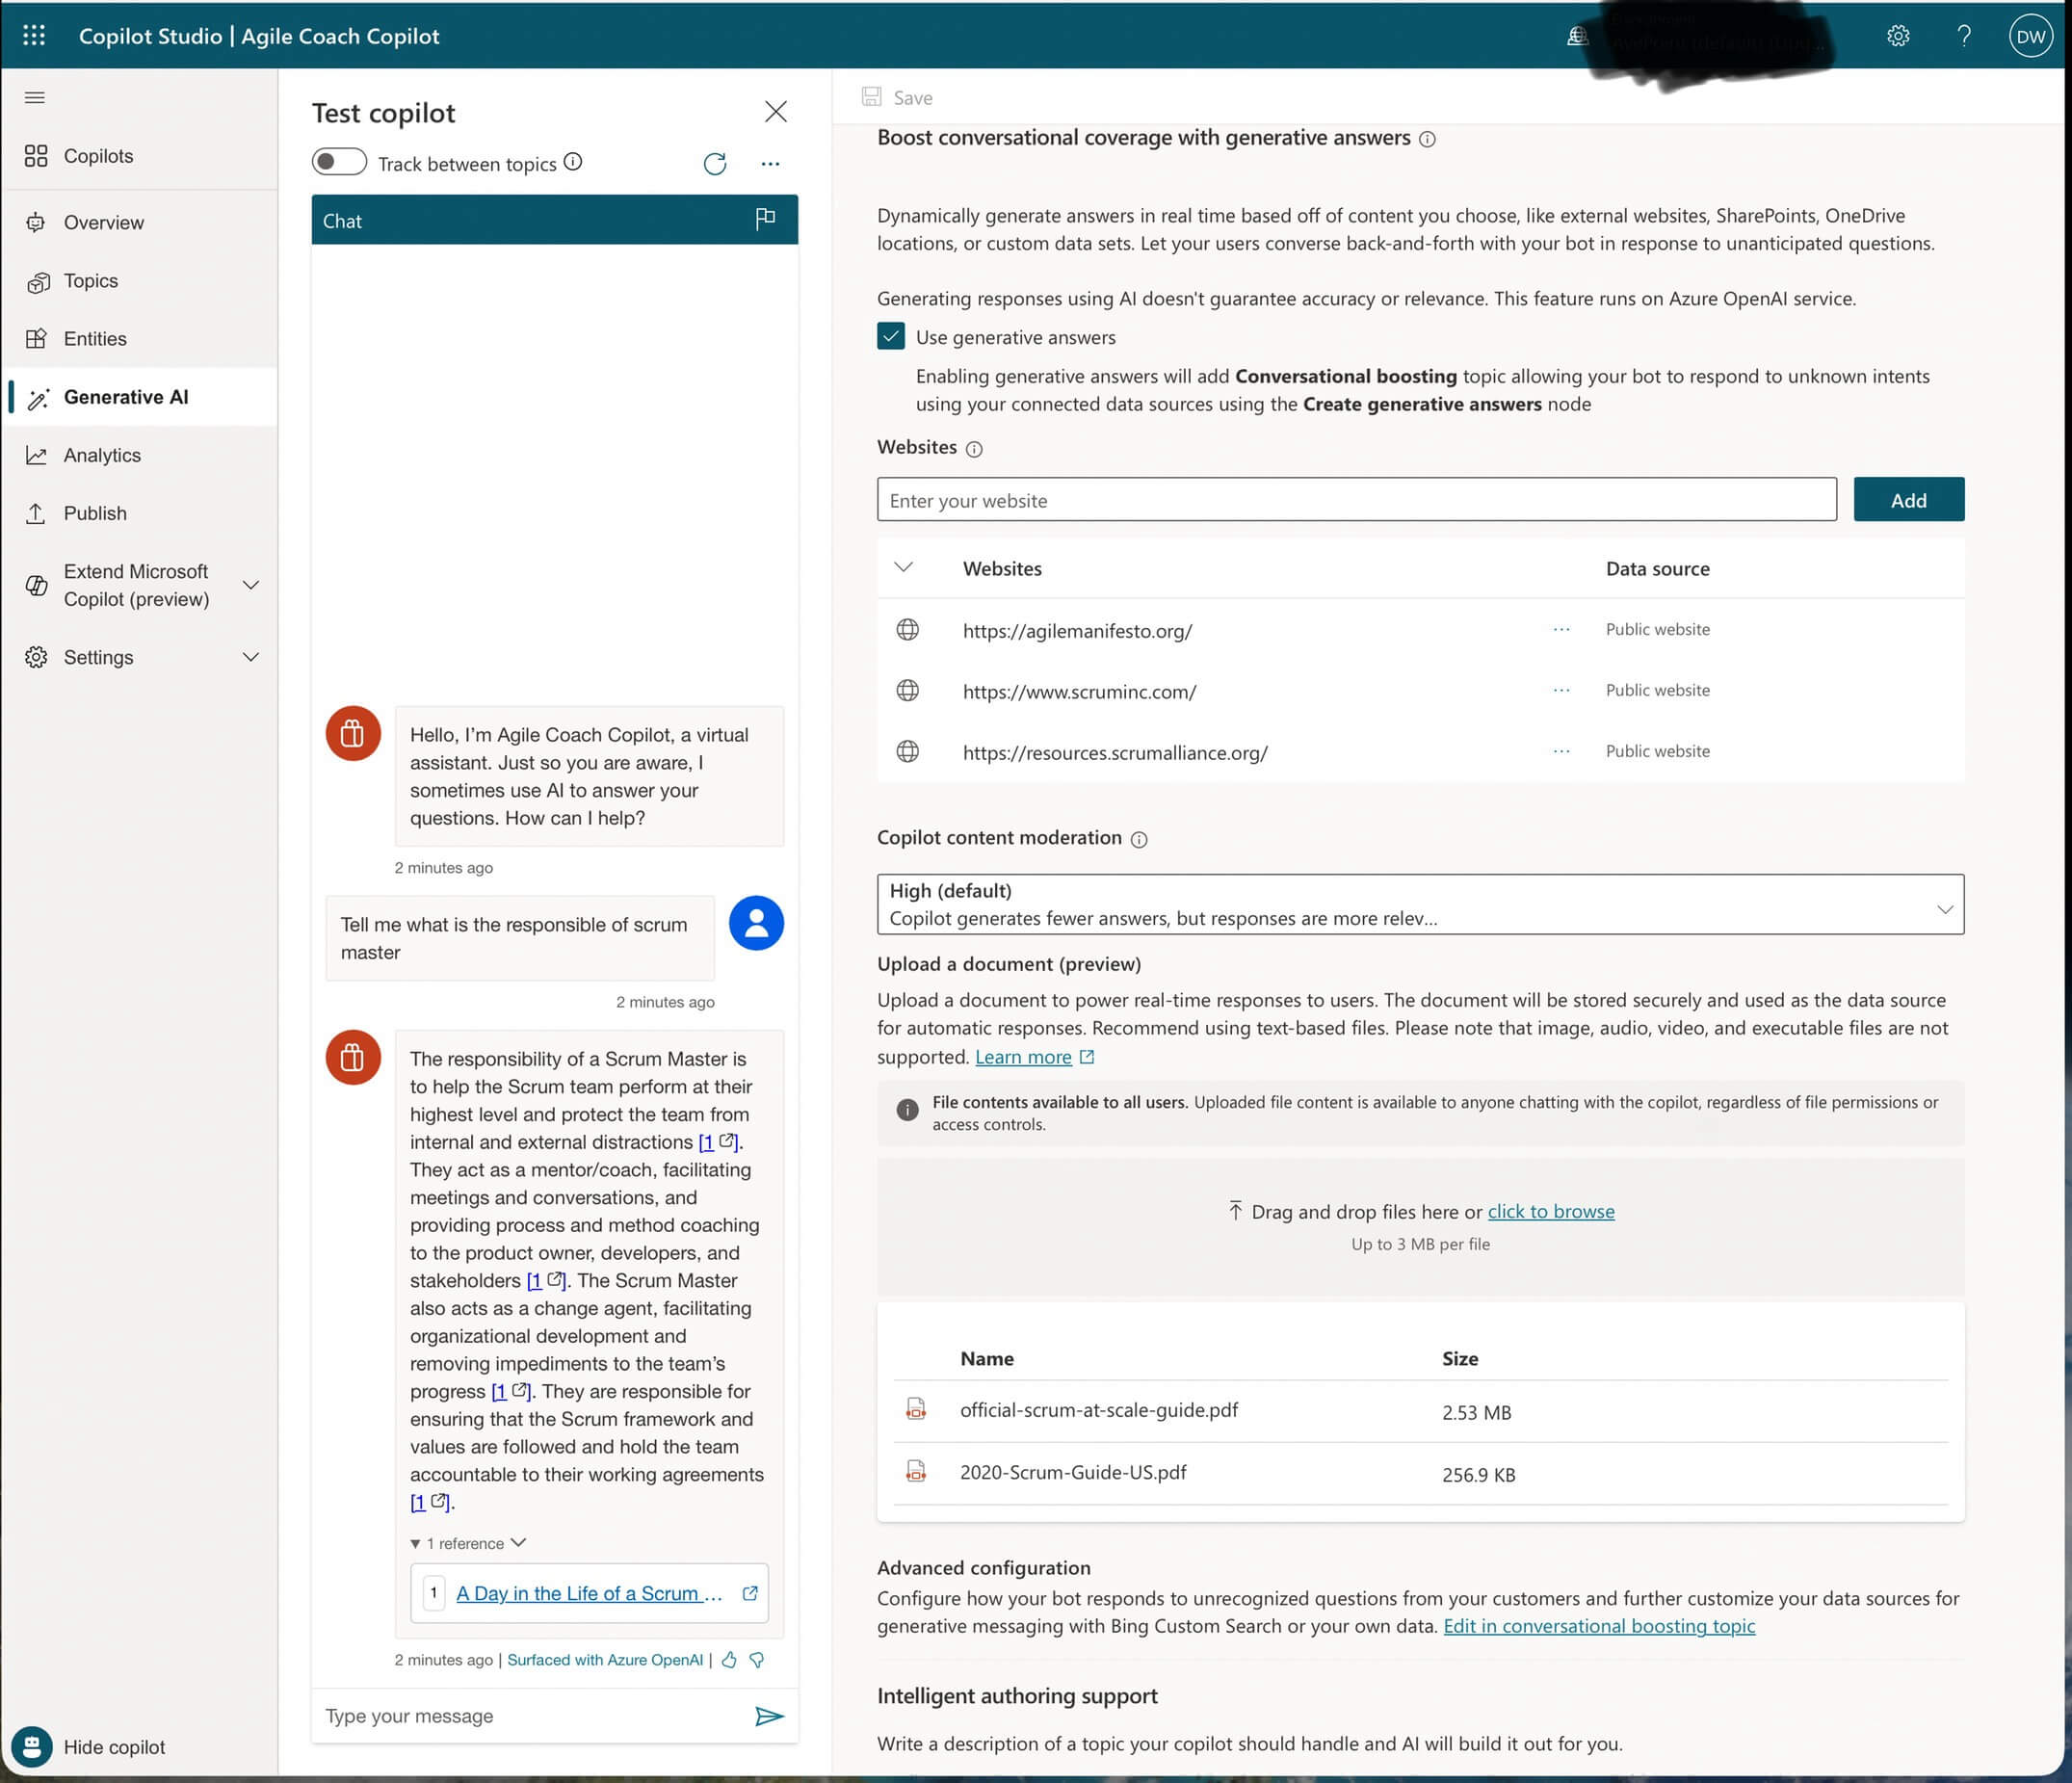 Copilot Studio | Agile Coach Copilot
DW
Copilots
Overview
Topics
Entities
Generative AI
Analytics
Publish
Extend Microsoft
Copilot (preview)
Settings
Hide copilot
Test copilot
Track between topics
Chat
Hello, I’m Agile Coach Copilot, a virtual
assistant. Just so you are aware, I
sometimes use AI to answer your
questions. How can I help?
2 minutes ago
Tell me what is the responsible of scrum
master
2 minutes ago
The responsibility of a Scrum Master is
to help the Scrum team perform at their
highest level and protect the team from
internal and external distractions [1].
They act as a mentor/coach, facilitating
meetings and conversations, and
providing process and method coaching
to the product owner, developers, and
stakeholders [1]. The Scrum Master
also acts as a change agent, facilitating
organizational development and
removing impediments to the team’s
progress [1]. They are responsible for
ensuring that the Scrum framework and
values are followed and hold the team
accountable to their working agreements
[1].
1 reference
1 A Day in the Life of a Scrum ...
2 minutes ago | Surfaced with Azure OpenAI |
Type your message
Save
Boost conversational coverage with generative answers
Dynamically generate answers in real time based off of content you choose, like external websites, SharePoints, OneDrive
locations, or custom data sets. Let your users converse back-and-forth with your bot in response to unanticipated questions.
Generating responses using AI doesn't guarantee accuracy or relevance. This feature runs on Azure OpenAI service.
Use generative answers
Enabling generative answers will add Conversational boosting topic allowing your bot to respond to unknown intents
using your connected data sources using the Create generative answers node
Websites
Enter your website
Add
Websites Data source
https://agilemanifesto.org/ ... Public website
https://www.scruminc.com/ ... Public website
https://resources.scrumalliance.org/ ... Public website
Copilot content moderation
High (default)
Copilot generates fewer answers, but responses are more relev...
Upload a document (preview)
Upload a document to power real-time responses to users. The document will be stored securely and used as the data source
for automatic responses. Recommend using text-based files. Please note that image, audio, video, and executable files are not
supported. Learn more
File contents available to all users. Uploaded file content is available to anyone chatting with the copilot, regardless of file permissions or
access controls.
Drag and drop files here or click to browse
Up to 3 MB per file
Name Size
official-scrum-at-scale-guide.pdf 2.53 MB
2020-Scrum-Guide-US.pdf 256.9 KB
Advanced configuration
Configure how your bot responds to unrecognized questions from your customers and further customize your data sources for
generative messaging with Bing Custom Search or your own data. Edit in conversational boosting topic
Intelligent authoring support
Write a description of a topic your copilot should handle and AI will build it out for you.